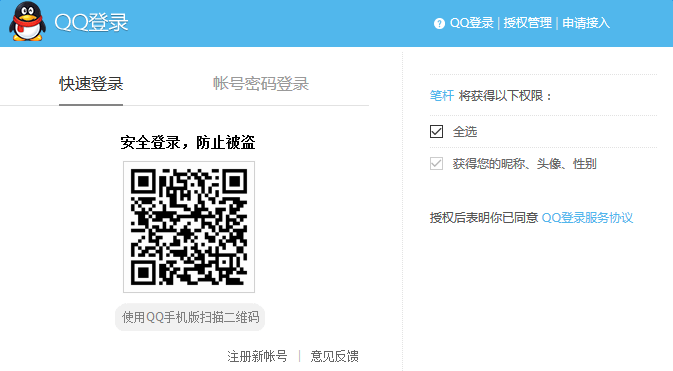 QQ登录
QQ登录 | 授权管理 | 申请接入
快速登录 帐号密码登录
安全登录，防止被盗
使用QQ手机版扫描二维码
注册新帐号 | 意见反馈
笔杆 将获得以下权限：
全选
获得您的昵称、头像、性别
授权后表明你已同意 QQ登录服务协议